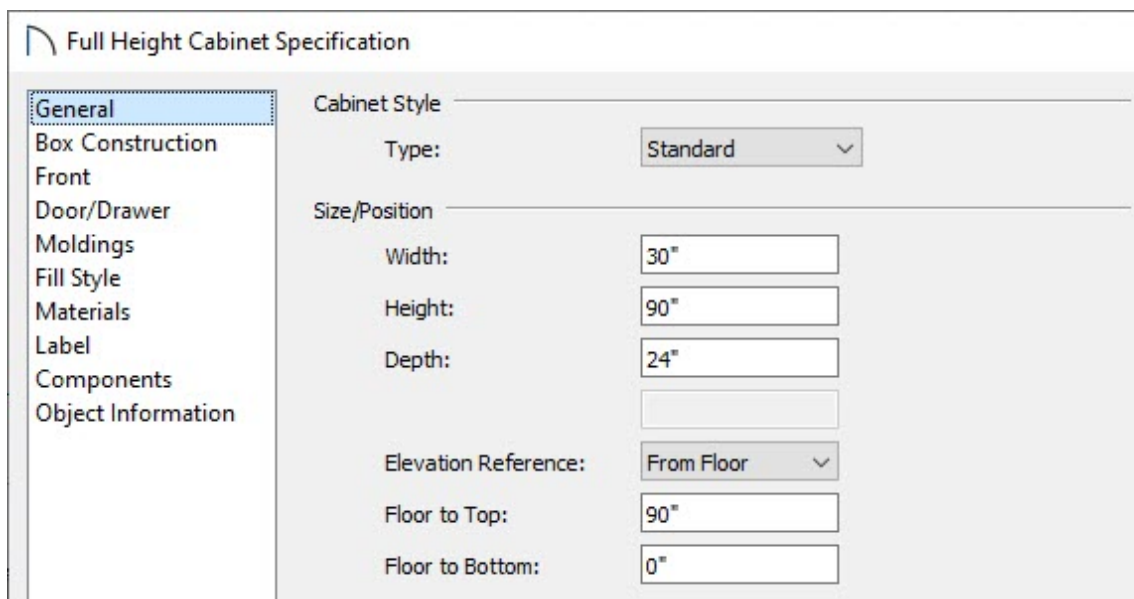 Full Height Cabinet Specification
General
Box Construction
Front
Door/Drawer
Moldings
Fill Style
Materials
Label
Components
Object Information
Cabinet Style
Type: Standard
Size/Position
Width: 30"
Height: 90"
Depth: 24"
Elevation Reference: From Floor
Floor to Top: 90"
Floor to Bottom: 0"